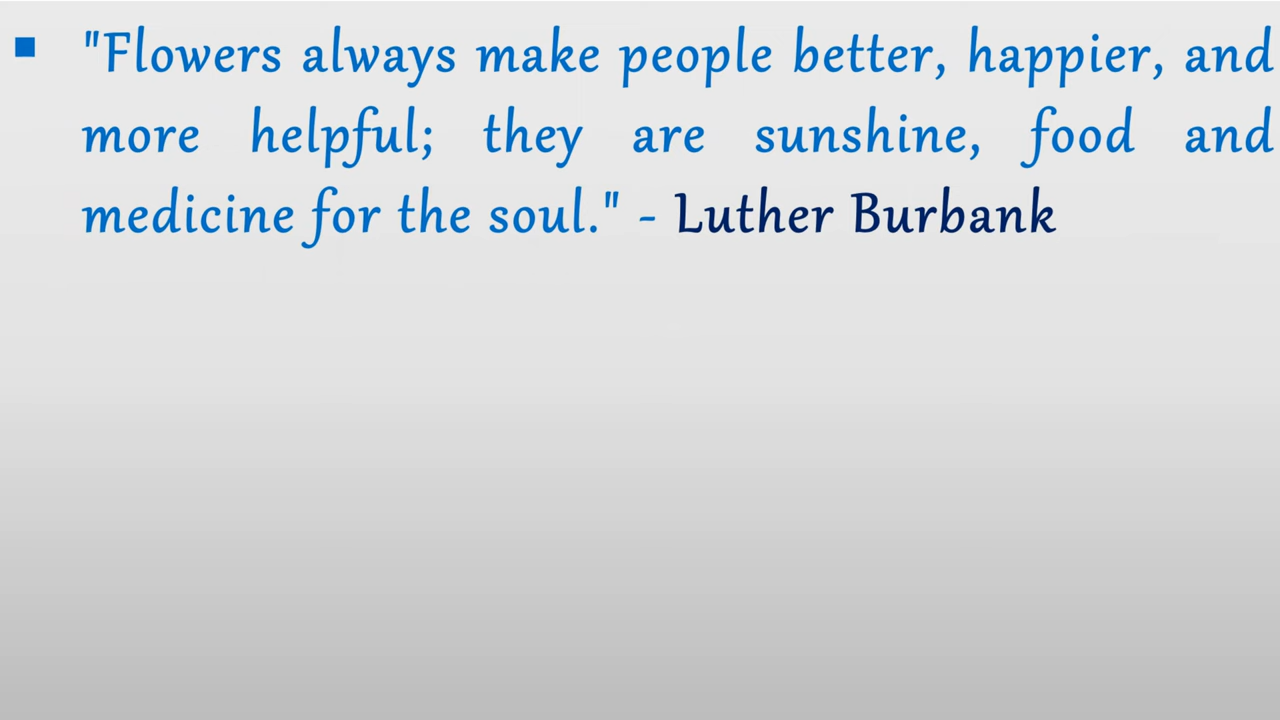 "Flowers always make people better, happier, and
more helpful; they are sunshine, food and
medicine for the soul." - Luther Burbank